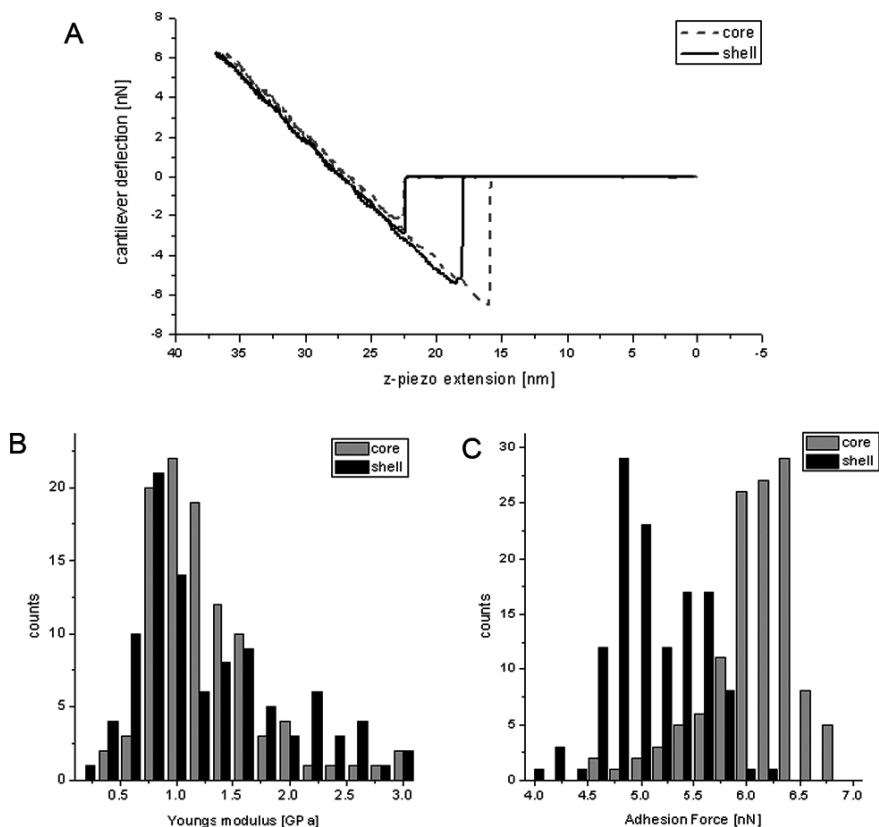 A
core
shell
cantilever deflection [nN]
8
6
4
2
0
-2
-4
-6
-8
40 35 30 25 20 15 10 5 0 -5
z-piezo extension [nm]
B
core
shell
counts
20
15
10
5
0
0.5 1.0 1.5 2.0 2.5 3.0
Youngs modulus [GPa]
C
core
shell
counts
30
25
20
15
10
5
0
4.0 4.5 5.0 5.5 6.0 6.5 7.0
Adhesion Force [nN]